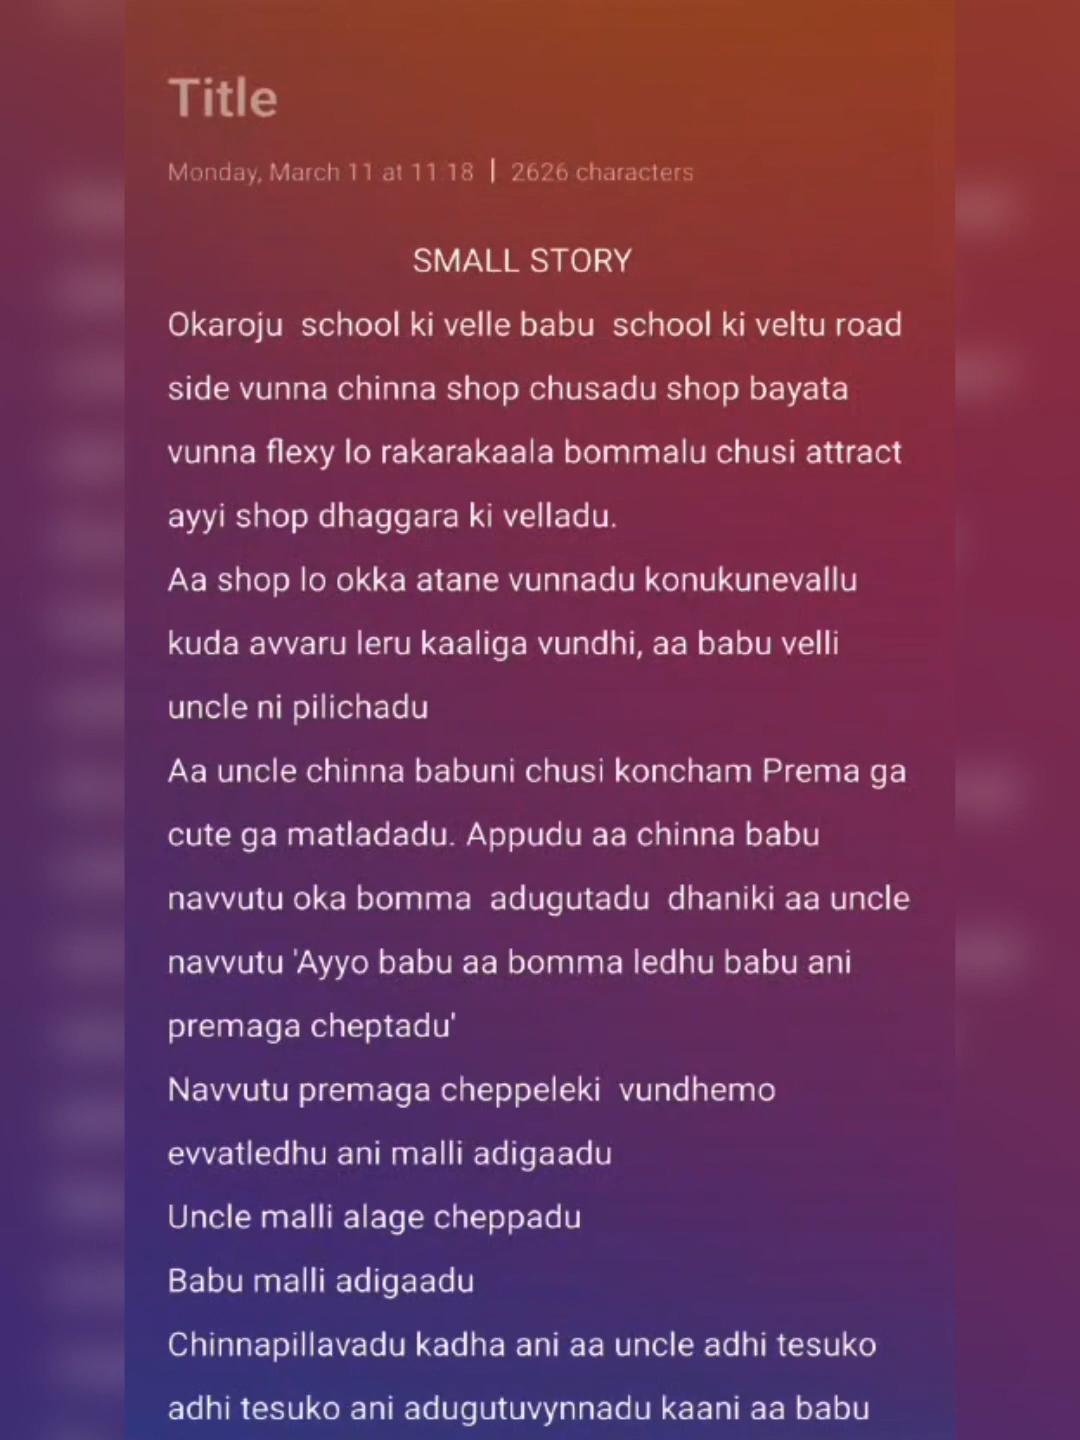 Title
Monday, March 11 at 11:18 | 2626 characters
SMALL STORY
Okaroju school ki velle babu school ki veltu road
side vunna chinna shop chusadu shop bayata
vunna flexy lo rakarakaala bommalu chusi attract
ayyi shop dhaggara ki velladu.
Aa shop lo okka atane vunnadu konukunevallu
kuda avvaru leru kaaliga vundhi, aa babu velli
uncle ni pilichadu
Aa uncle chinna babuni chusi koncham Prema ga
cute ga matladadu. Appudu aa chinna babu
navvutu oka bomma adugutadu dhaniki aa uncle
navvutu 'Ayyo babu aa bomma ledhu babu ani
premaga cheptadu'
Navvutu premaga cheppeleki vundhemo
evvatledhu ani malli adigaadu
Uncle malli alage cheppadu
Babu malli adigaadu
Chinnapillavadu kadha ani aa uncle adhi tesuko
adhi tesuko ani adugutuvynnadu kaani aa babu